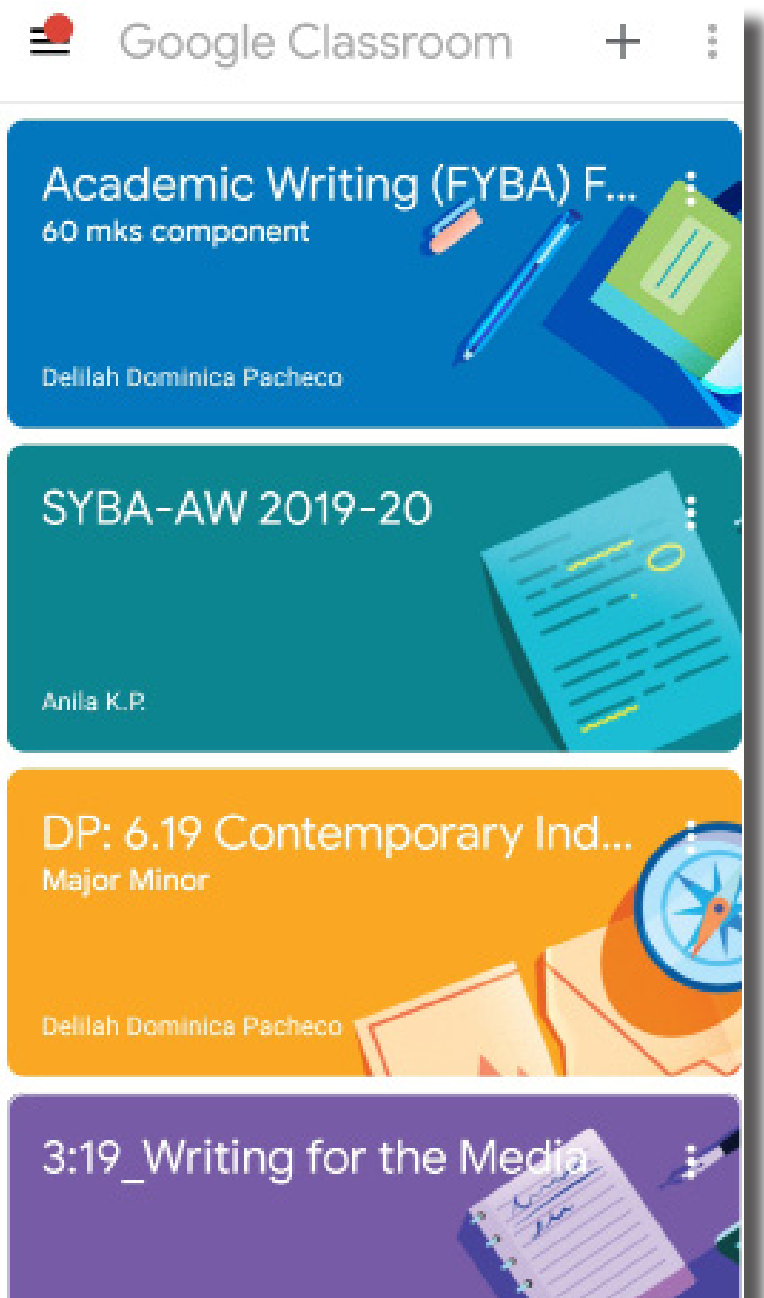 Google Classroom
Academic Writing (FYBA) F...
60 mks component
Delilah Dominica Pacheco
SYBA-AW 2019-20
Anila K.P.
DP: 6.19 Contemporary Ind...
Major Minor
Delilah Dominica Pacheco
3:19_Writing for the Media